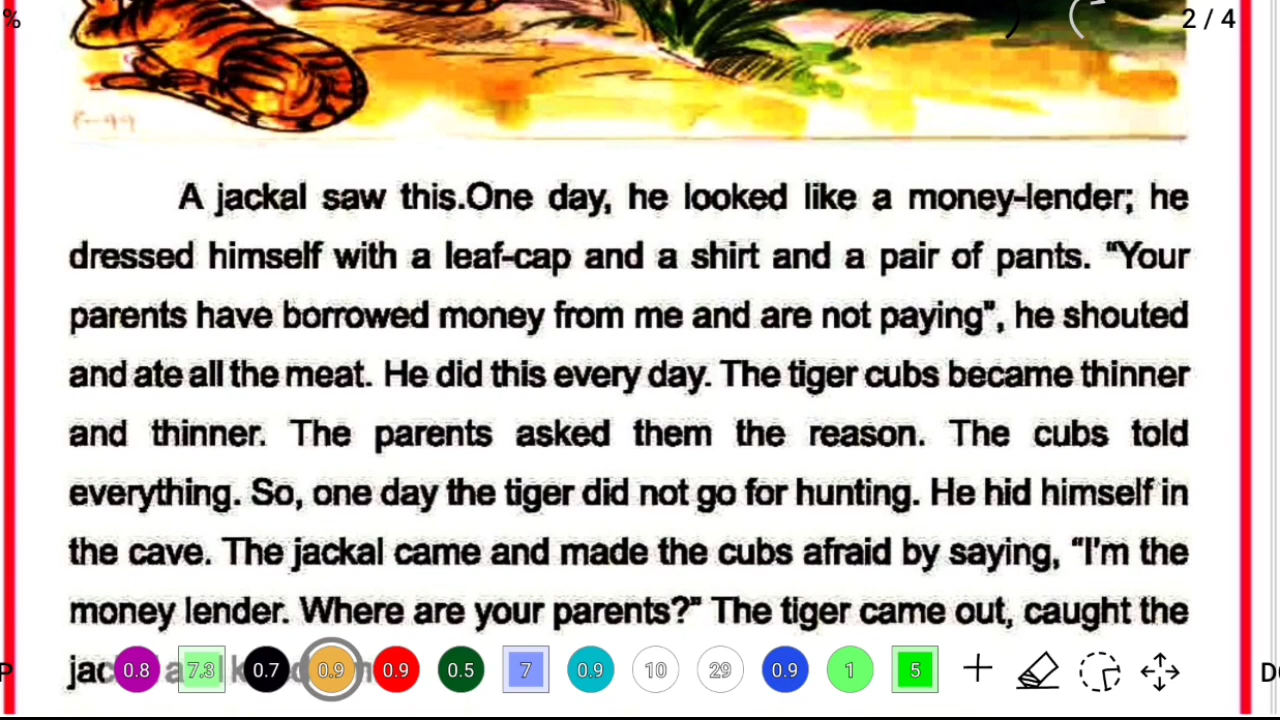 %
2 / 4
A jackal saw this.One day, he looked like a money-lender; he
dressed himself with a leaf-cap and a shirt and a pair of pants. "Your
parents have borrowed money from me and are not paying", he shouted
and ate all the meat. He did this every day. The tiger cubs became thinner
and thinner. The parents asked them the reason. The cubs told
everything. So, one day the tiger did not go for hunting. He hid himself in
the cave. The jackal came and made the cubs afraid by saying, "I'm the
money lender. Where are your parents?" The tiger came out, caught the
0.8 7.3 0.7 0.9 0.9 0.5 7 0.9 10 29 0.9 1 5